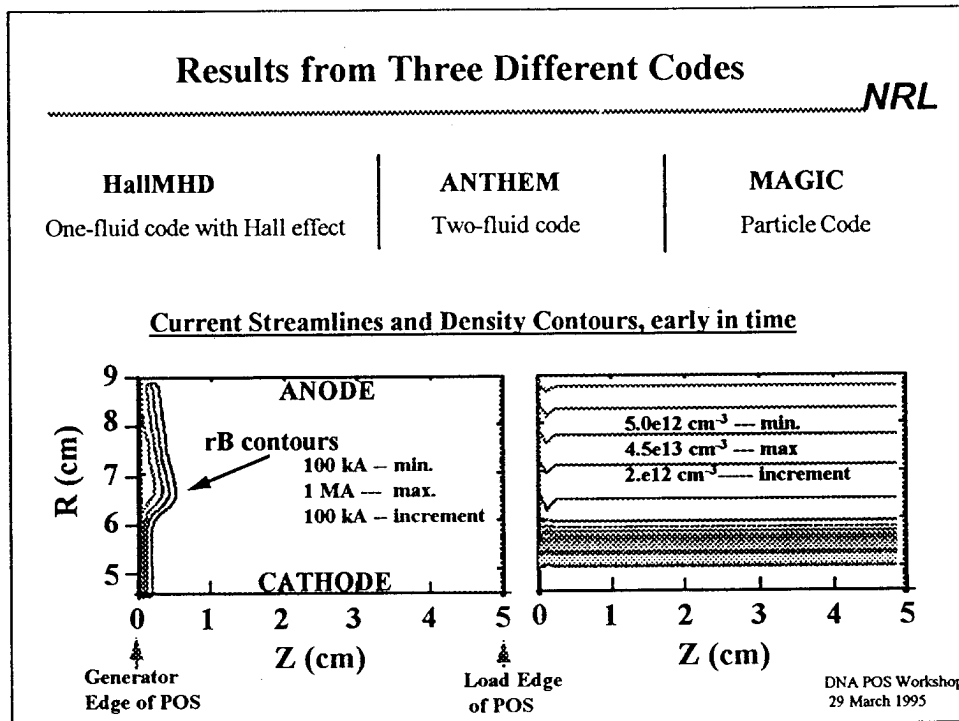 Results from Three Different Codes
NRL
HallMHD
One-fluid code with Hall effect
ANTHEM
Two-fluid code
MAGIC
Particle Code
Current Streamlines and Density Contours, early in time
R (cm)
9
8
7
6
5
ANODE
rB contours
100 kA -- min.
1 MA --- max.
100 kA -- increment
CATHODE
0 1 2 3 4 5
Z (cm)
Generator
Edge of POS
Load Edge
of POS
5.0e12 cm-3 --- min.
4.5e13 cm-3 --- max
2.e12 cm-3----- increment
0 1 2 3 4 5
Z (cm)
DNA POS Workshop
29 March 1995